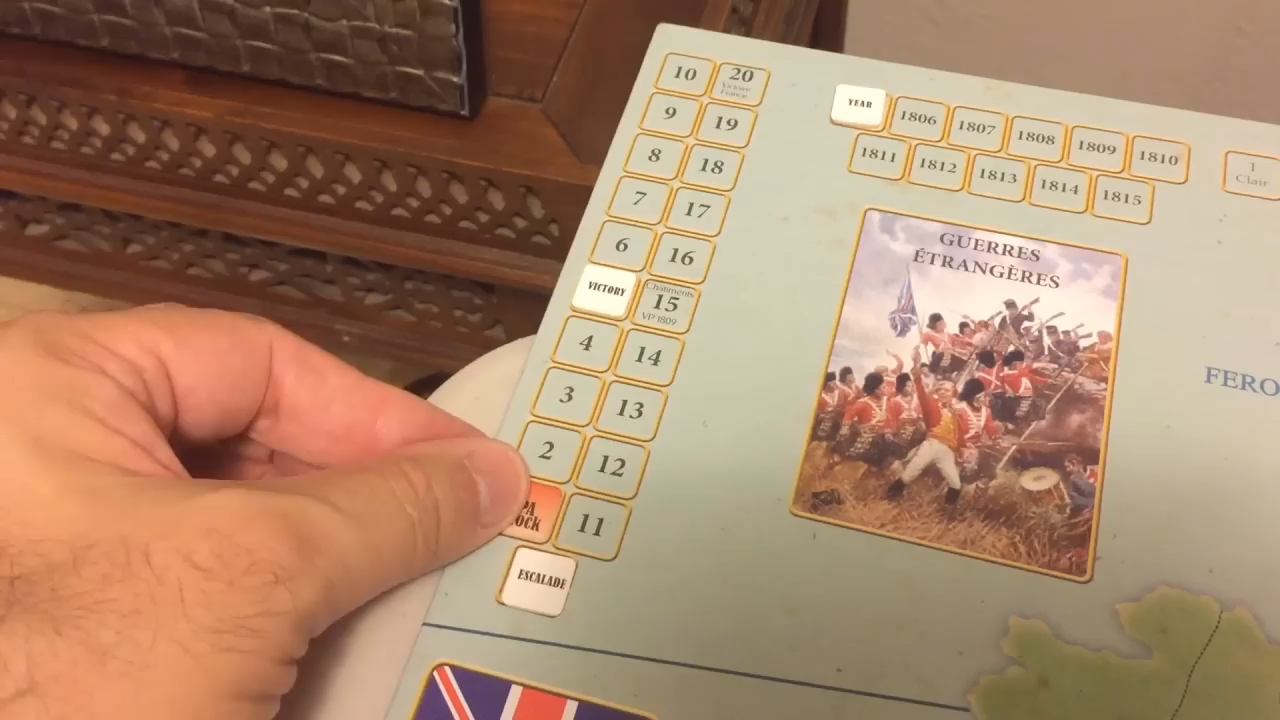 10 20
Victoire
France
9 19
8 18
7 17
6 16
VICTORY
Chatiments
15
VP 1809
4 14
3 13
2 12
11
ESCALADE
YEAR 1806 1807 1808 1809 1810
1811 1812 1813 1814 1815
1
Clair
GUERRES
ÉTRANGÈRES
FERO